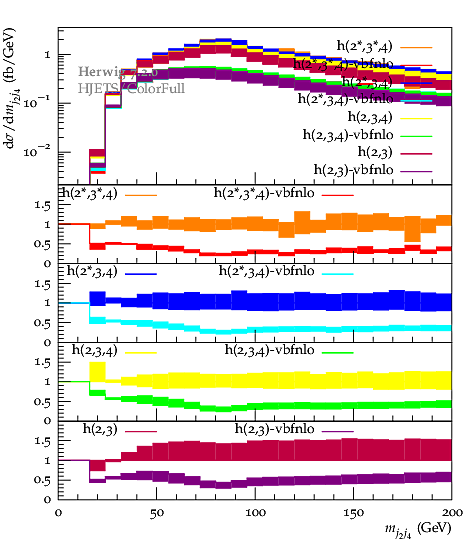 dσ/dm_{j2j4} (fb/GeV)
1
10^{-1}
10^{-2}
Herwig 7.2.0
HJETS/ColorFull
h(2*,3*,4)
h(2*,3*,4)-vbfnlo
h(2*,3,4)
h(2*,3,4)-vbfnlo
h(2,3,4)
h(2,3,4)-vbfnlo
h(2,3)
h(2,3)-vbfnlo
h(2*,3*,4) h(2*,3*,4)-vbfnlo
1.5
1
0.5
0
h(2*,3,4) h(2*,3,4)-vbfnlo
1.5
1
0.5
0
h(2,3,4) h(2,3,4)-vbfnlo
1.5
1
0.5
0
h(2,3) h(2,3)-vbfnlo
1.5
1
0.5
0
0 50 100 150 200
m_{j2j4} (GeV)